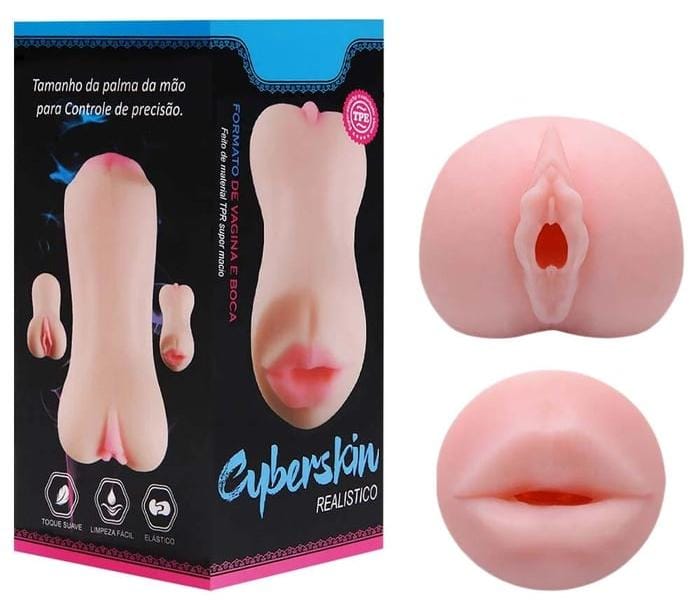 Tamanho da palma da mão
para Controle de precisão.
TPE
FORMATO DE VAGINA E BOCA
Feito de material TPR super macio
Cyberskin
REALISTICO
TOQUE SUAVE
LIMPEZA FÁCIL
ELÁSTICO